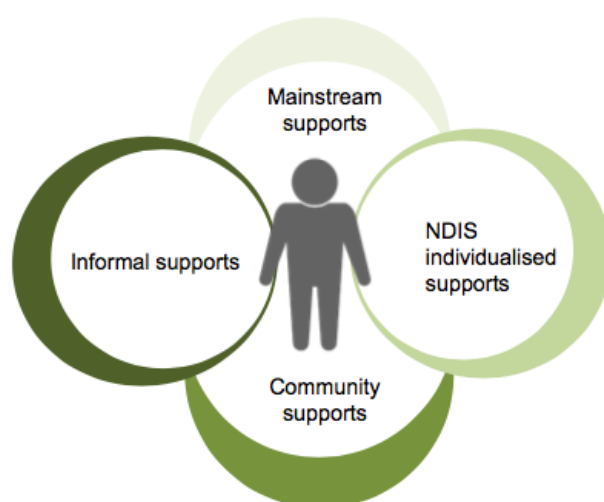 Mainstream
supports
Informal supports
NDIS
individualised
supports
Community
supports